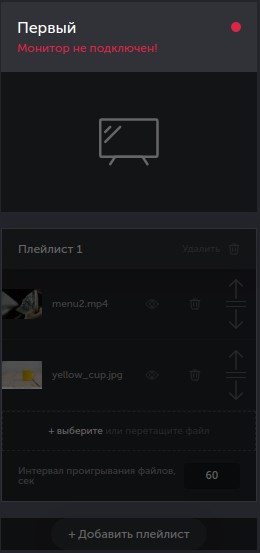 Первый
Монитор не подключен!
Плейлист 1 Удалить
menu2.mp4
yellow_cup.jpg
+ выберите или перетащите файл
Интервал проигрывания файлов,
сек
60
+ Добавить плейлист